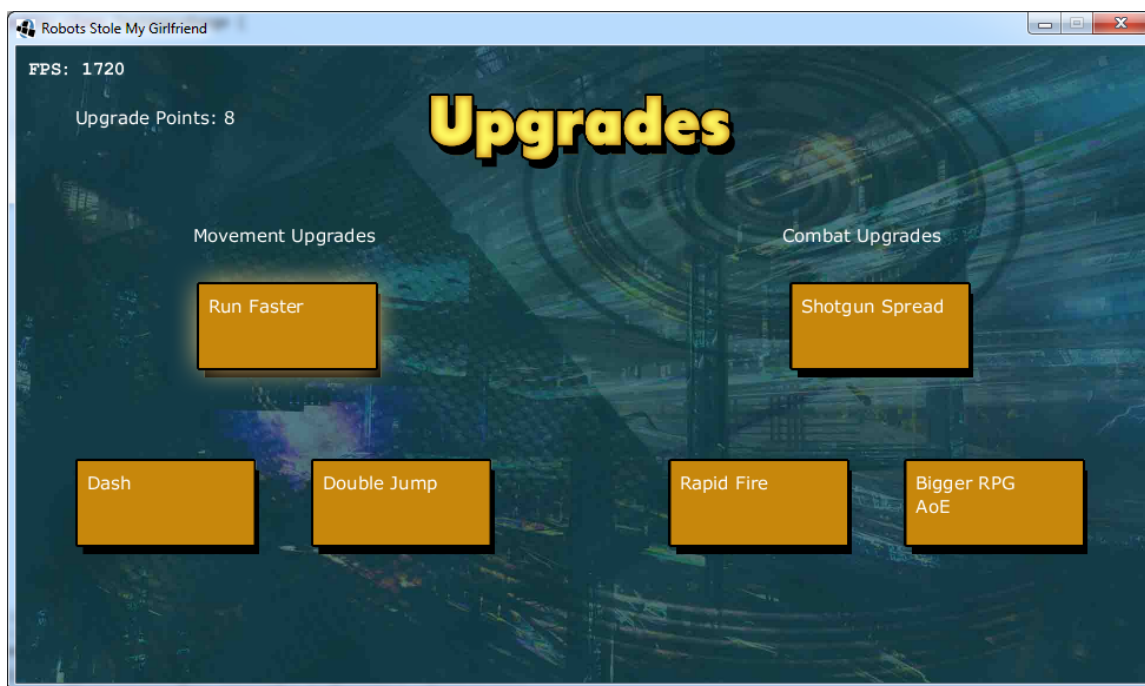 Robots Stole My Girlfriend
FPS: 1720
Upgrade Points: 8
Upgrades
Movement Upgrades
Combat Upgrades
Run Faster
Shotgun Spread
Dash
Double Jump
Rapid Fire
Bigger RPG
AoE